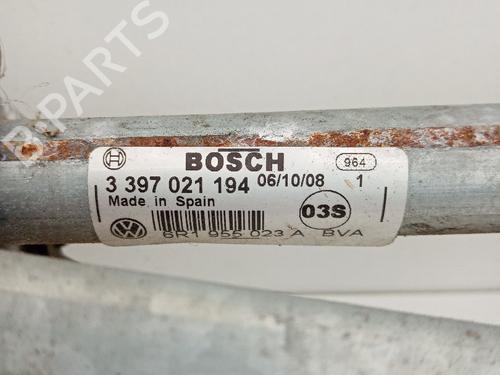 B-PARTS
BOSCH 964
3 397 021 194 06/10/08 1
Made in Spain
03S
6R1 955 023 A BVA